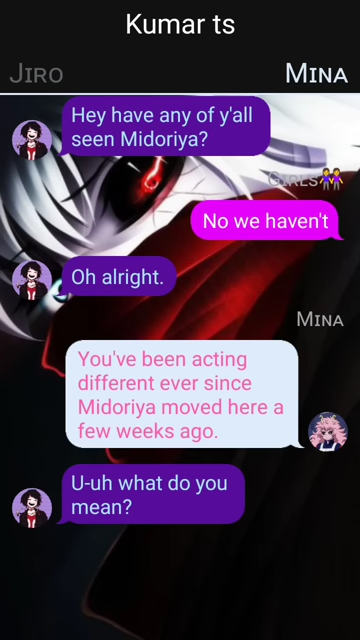 Kumar ts
Jiro Mina
Hey have any of y'all
seen Midoriya?
Girls👭
No we haven't
Oh alright.
Mina
You've been acting
different ever since
Midoriya moved here a
few weeks ago.
U-uh what do you
mean?